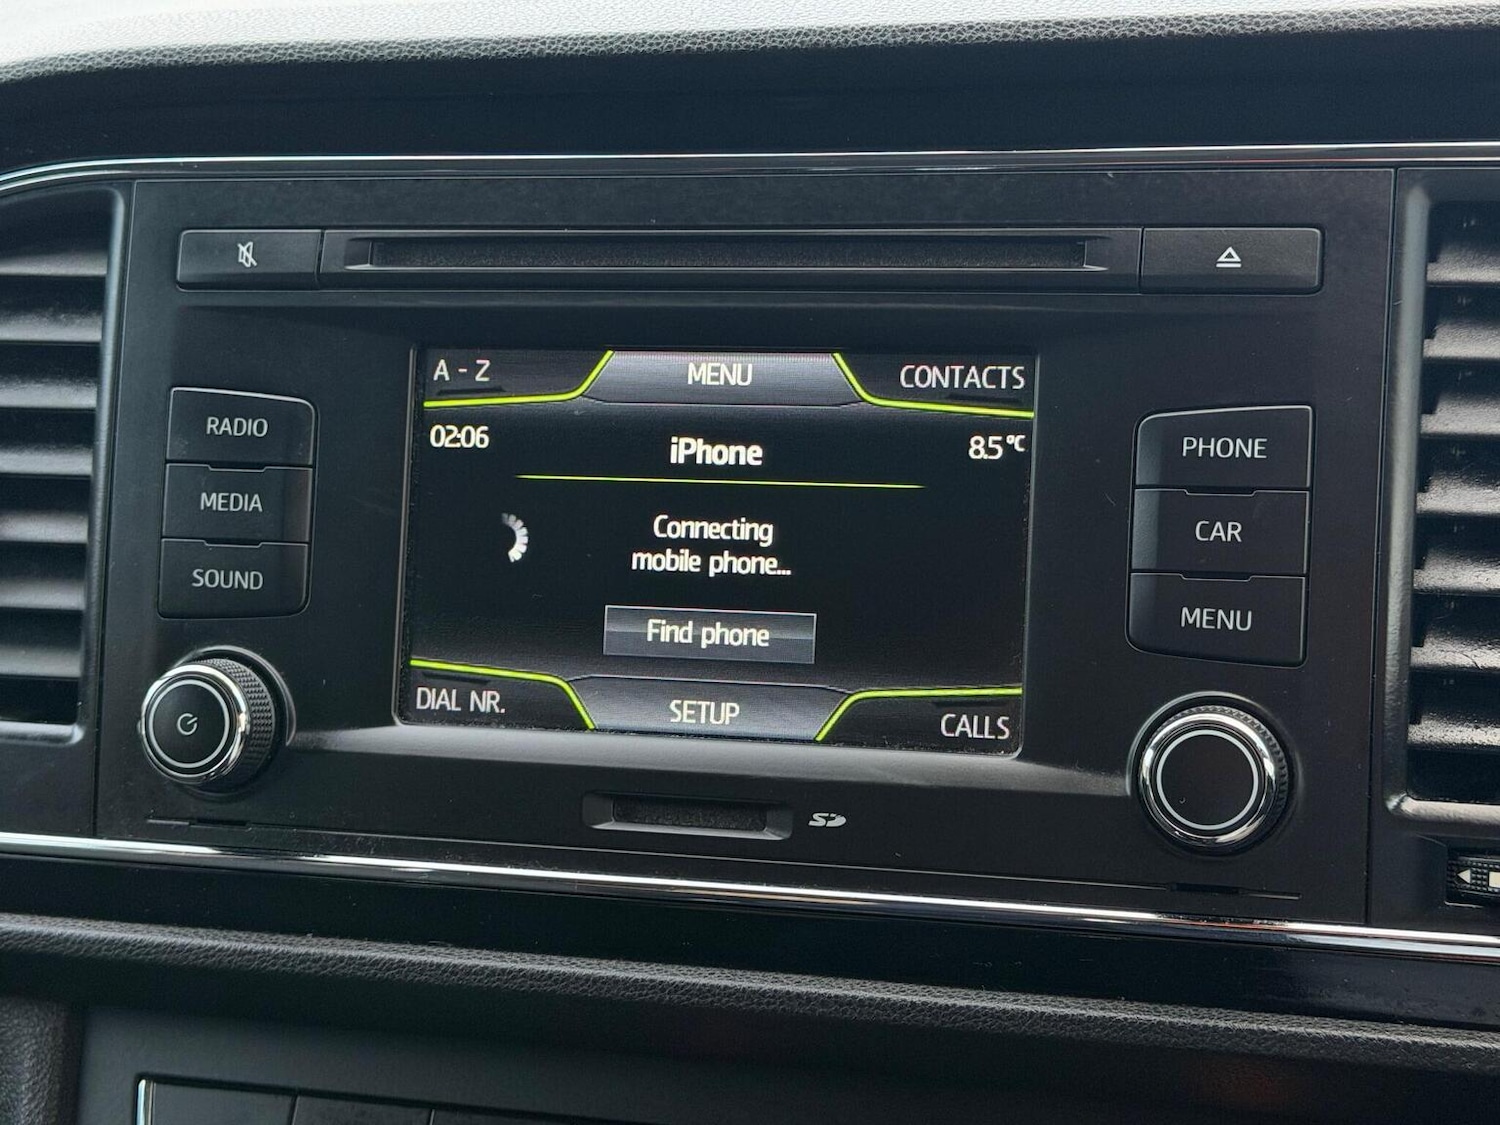 A - Z
MENU
CONTACTS
02:06
iPhone
8.5 °C
Connecting
mobile phone...
Find phone
DIAL NR.
SETUP
CALLS
RADIO
MEDIA
SOUND
PHONE
CAR
MENU
SD